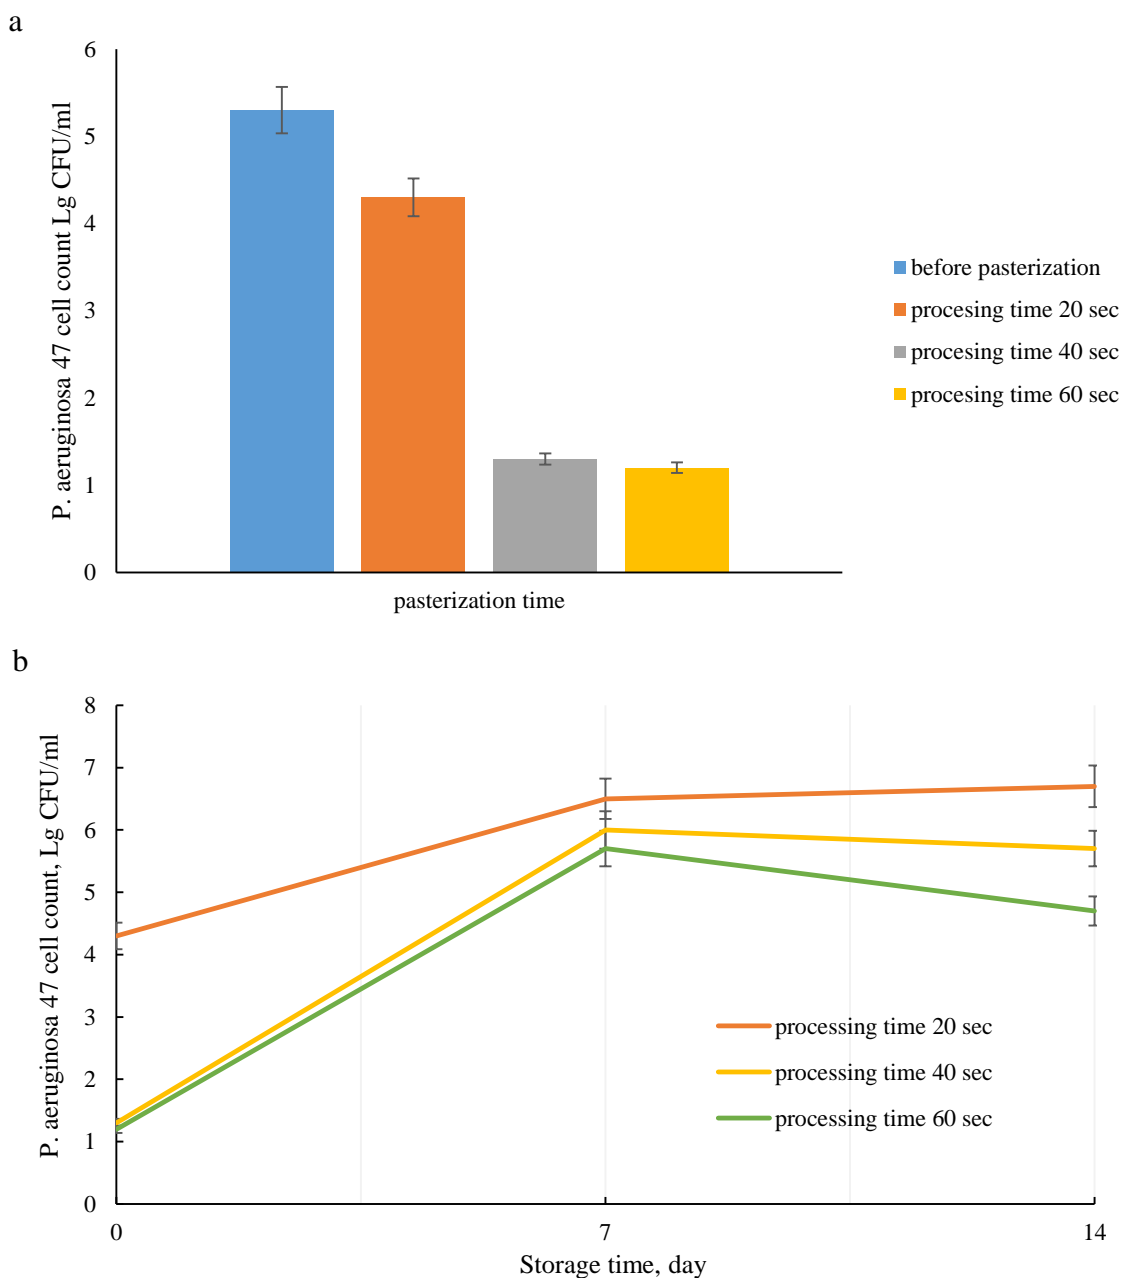 a
P. aeruginosa 47 cell count Lg CFU/ml
6
5
4
3
2
1
0
pasterization time
before pasterization
procesing time 20 sec
procesing time 40 sec
procesing time 60 sec
b
P. aeruginosa 47 cell count, Lg CFU/ml
8
7
6
5
4
3
2
1
0
processing time 20 sec
processing time 40 sec
processing time 60 sec
0 7 14
Storage time, day